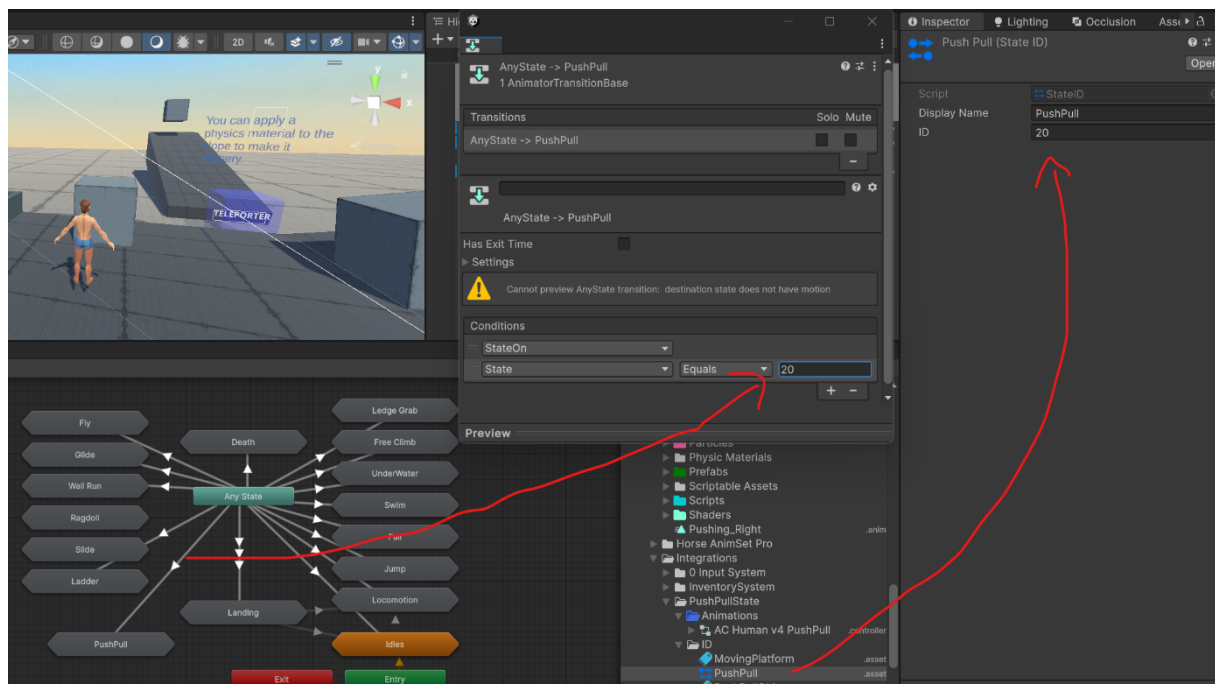 Hi
Inspector
Lighting
Occlusion
Asse
2D
AnyState -> PushPull
1 AnimatorTransitionBase
Push Pull (State ID)
Open
Transitions
Solo Mute
AnyState -> PushPull
Script
StateID
Display Name
PushPull
ID
20
You can apply a
physics material to the
slope to make it
y
x
TELEPORTER
AnyState -> PushPull
Has Exit Time
Settings
Cannot preview AnyState transition: destination state does not have motion
Conditions
StateOn
State
Equals
20
Preview
Fly
Glide
Wall Run
Ragdoll
Slide
Ladder
PushPull
Death
Any State
Landing
Exit
Entry
Ledge Grab
Free Climb
UnderWater
Swim
Fall
Jump
Locomotion
Idles
Particles
Physic Materials
Prefabs
Scriptable Assets
Scripts
Shaders
Pushing_Right
.anim
Horse AnimSet Pro
Integrations
0 Input System
InventorySystem
PushPullState
Animations
AC Human v4 PushPull
.controller
ID
MovingPlatform
.asset
PushPull
.asset